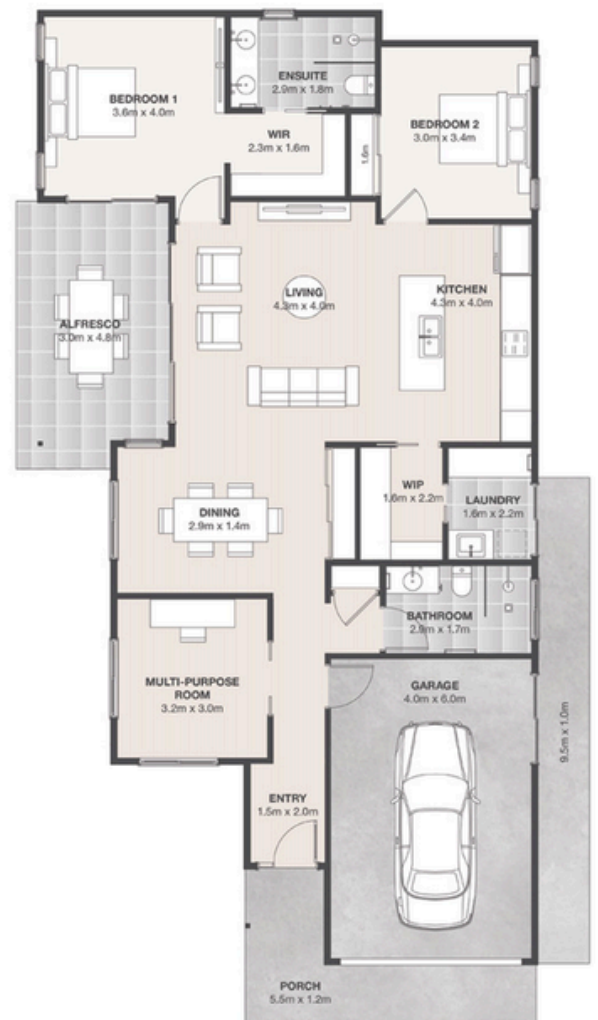 BEDROOM 1
3.6m x 4.0m
ENSUITE
2.9m x 1.8m
WIR
2.3m x 1.6m
1.6m
BEDROOM 2
3.0m x 3.4m
ALFRESCO
3.0m x 4.8m
LIVING
4.3m x 4.0m
KITCHEN
4.3m x 4.0m
DINING
2.9m x 1.4m
WIP
1.6m x 2.2m
LAUNDRY
1.6m x 2.2m
BATHROOM
2.9m x 1.7m
MULTI-PURPOSE
ROOM
3.2m x 3.0m
GARAGE
4.0m x 6.0m
9.5m x 1.0m
ENTRY
1.5m x 2.0m
PORCH
5.5m x 1.2m